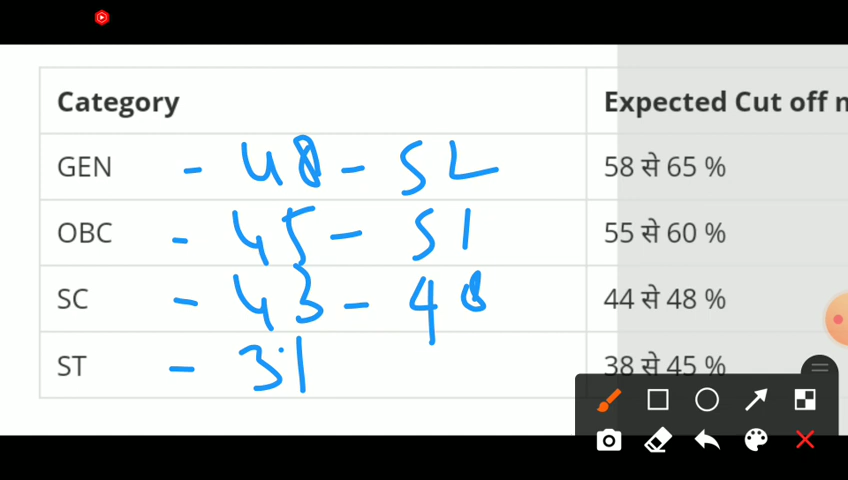 Category Expected Cut off m
GEN - 48 - 52 58 से 65 %
OBC - 45 - 51 55 से 60 %
SC - 43 - 48 44 से 48 %
ST - 31 38 से 45 %